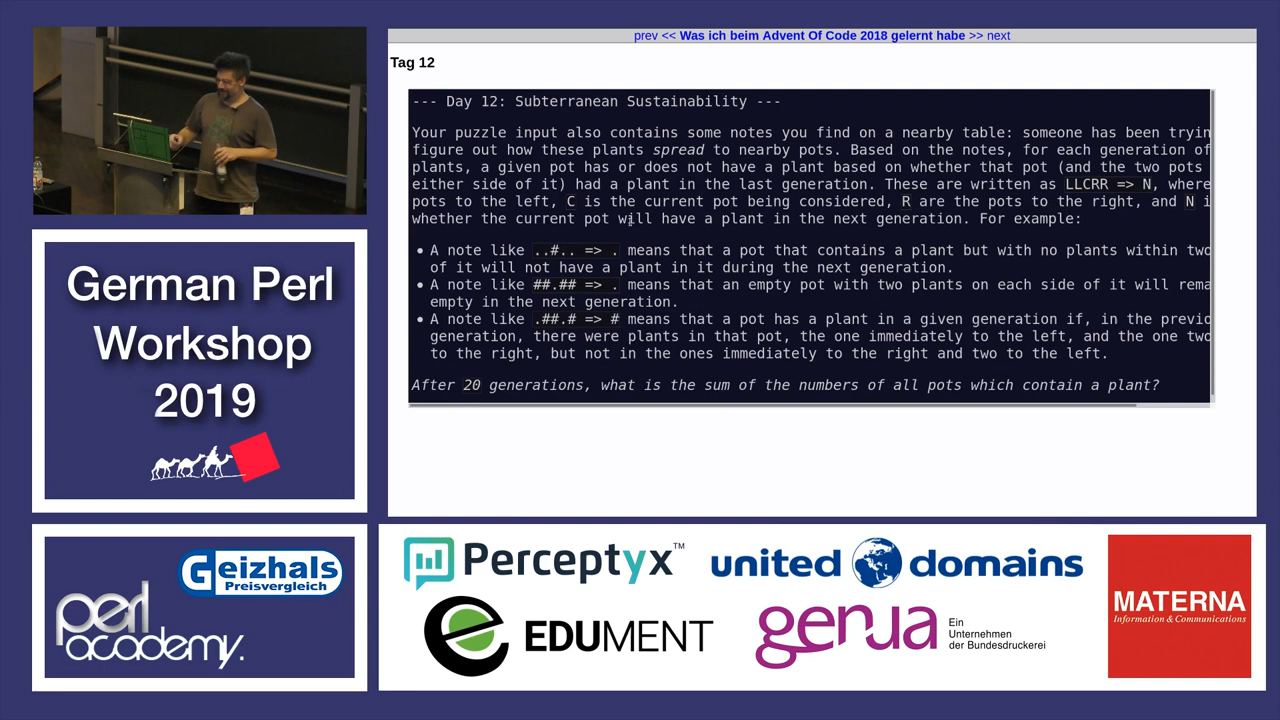 prev << Was ich beim Advent Of Code 2018 gelernt habe >> next
Tag 12
--- Day 12: Subterranean Sustainability ---
Your puzzle input also contains some notes you find on a nearby table: someone has been tryin
figure out how these plants spread to nearby pots. Based on the notes, for each generation of
plants, a given pot has or does not have a plant based on whether that pot (and the two pots
either side of it) had a plant in the last generation. These are written as LLCRR => N, where
pots to the left, C is the current pot being considered, R are the pots to the right, and N i
whether the current pot will have a plant in the next generation. For example:
• A note like ..#.. => . means that a pot that contains a plant but with no plants within two
of it will not have a plant in it during the next generation.
• A note like ##.## => . means that an empty pot with two plants on each side of it will rema
empty in the next generation.
• A note like .##.# => # means that a pot has a plant in a given generation if, in the previo
generation, there were plants in that pot, the one immediately to the left, and the one two
to the right, but not in the ones immediately to the right and two to the left.
After 20 generations, what is the sum of the numbers of all pots which contain a plant?
German Perl
Workshop
2019
Geizhals
Preisvergleich
perl
academy.
Perceptyx™
united domains
EDUMENT
genua
Ein
Unternehmen
der Bundesdruckerei
MATERNA
Information & Communications